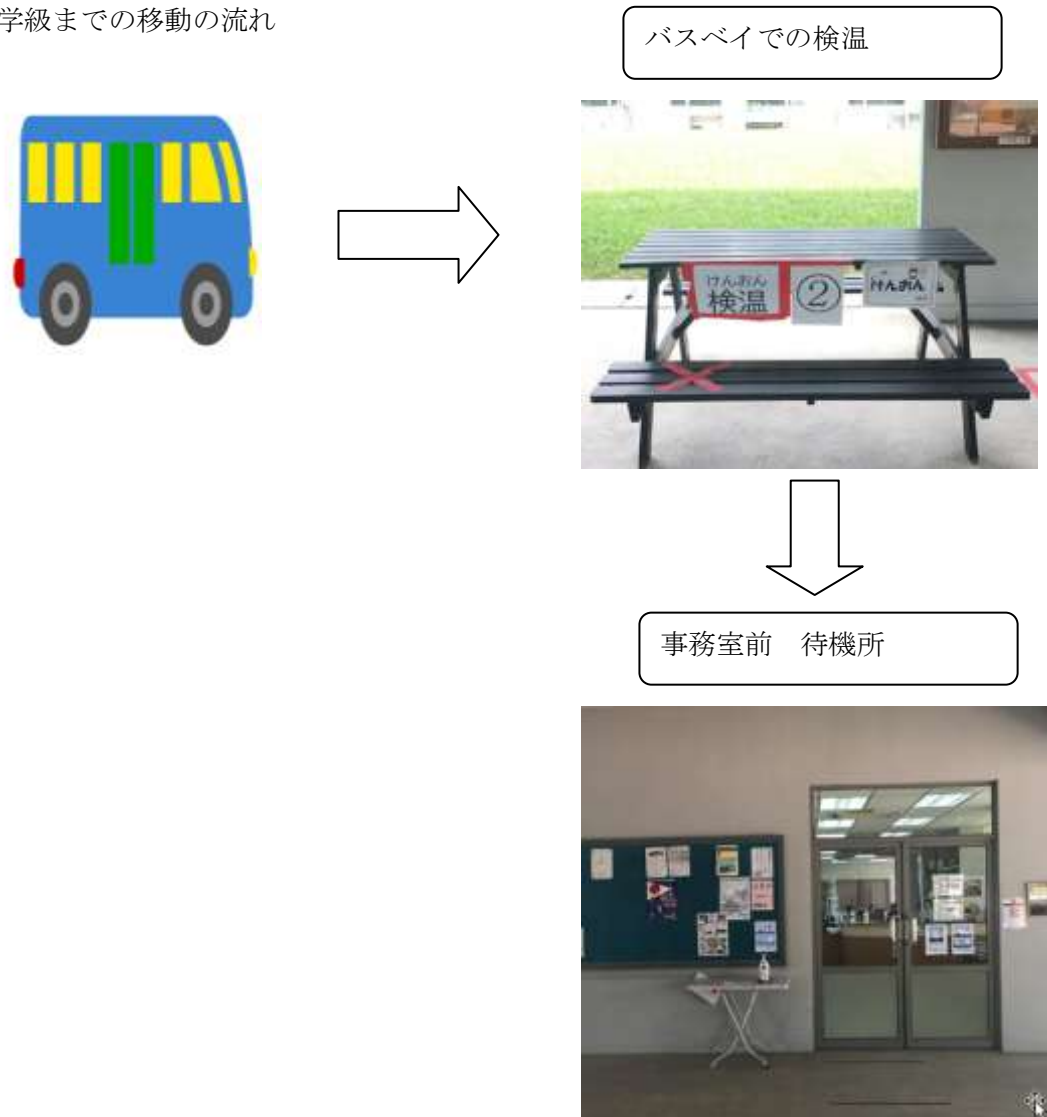 学級までの移動の流れ
バスベイでの検温
けんおん
検温
②
けんおん
事務室前　待機所